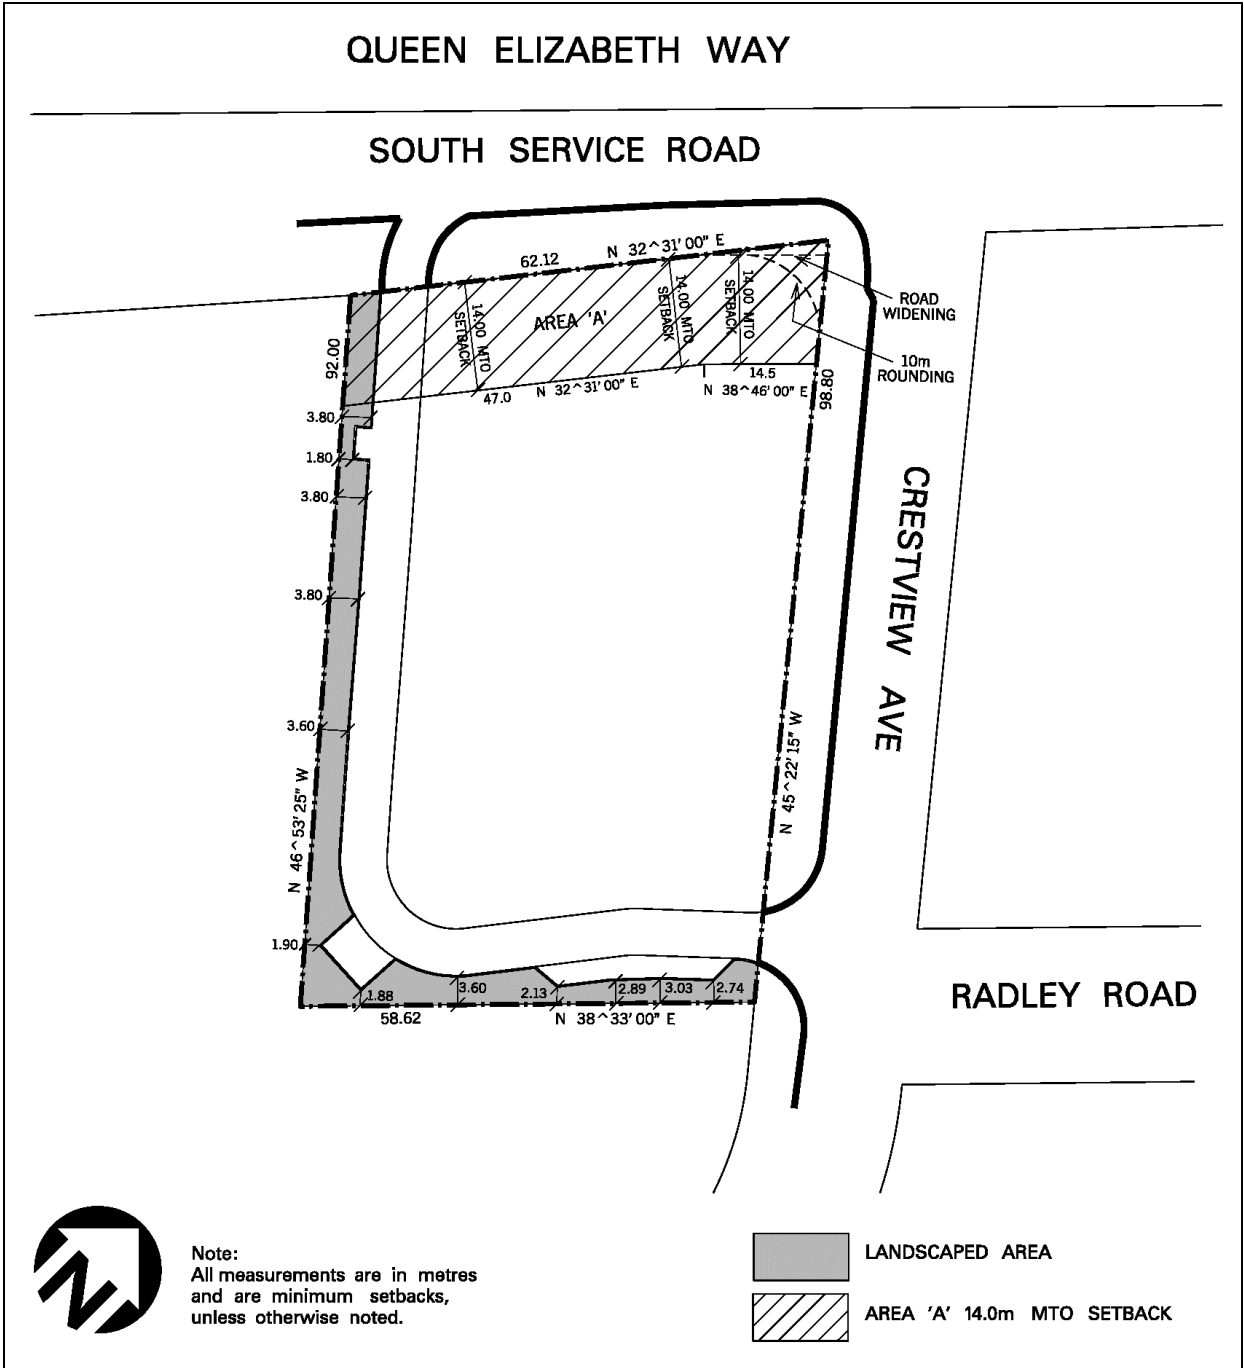 QUEEN ELIZABETH WAY
SOUTH SERVICE ROAD
62.12
N 32^31'00" E
14.00 MTO
SETBACK
AREA 'A'
14.00 MTO
SETBACK
14.00 MTO
SETBACK
ROAD
WIDENING
10m
ROUNDING
92.00
47.0
N 32^31'00" E
14.5
N 38^46'00" E
98.80
3.80
1.80
3.80
3.80
3.60
CRESTVIEW AVE
N 46^53'25" W
N 45^22'15" W
1.90
1.88
3.60
2.13
2.89
3.03
2.74
58.62
N 38^33'00" E
RADLEY ROAD
N
Note:
All measurements are in metres
and are minimum setbacks,
unless otherwise noted.
LANDSCAPED AREA
AREA 'A' 14.0m MTO SETBACK